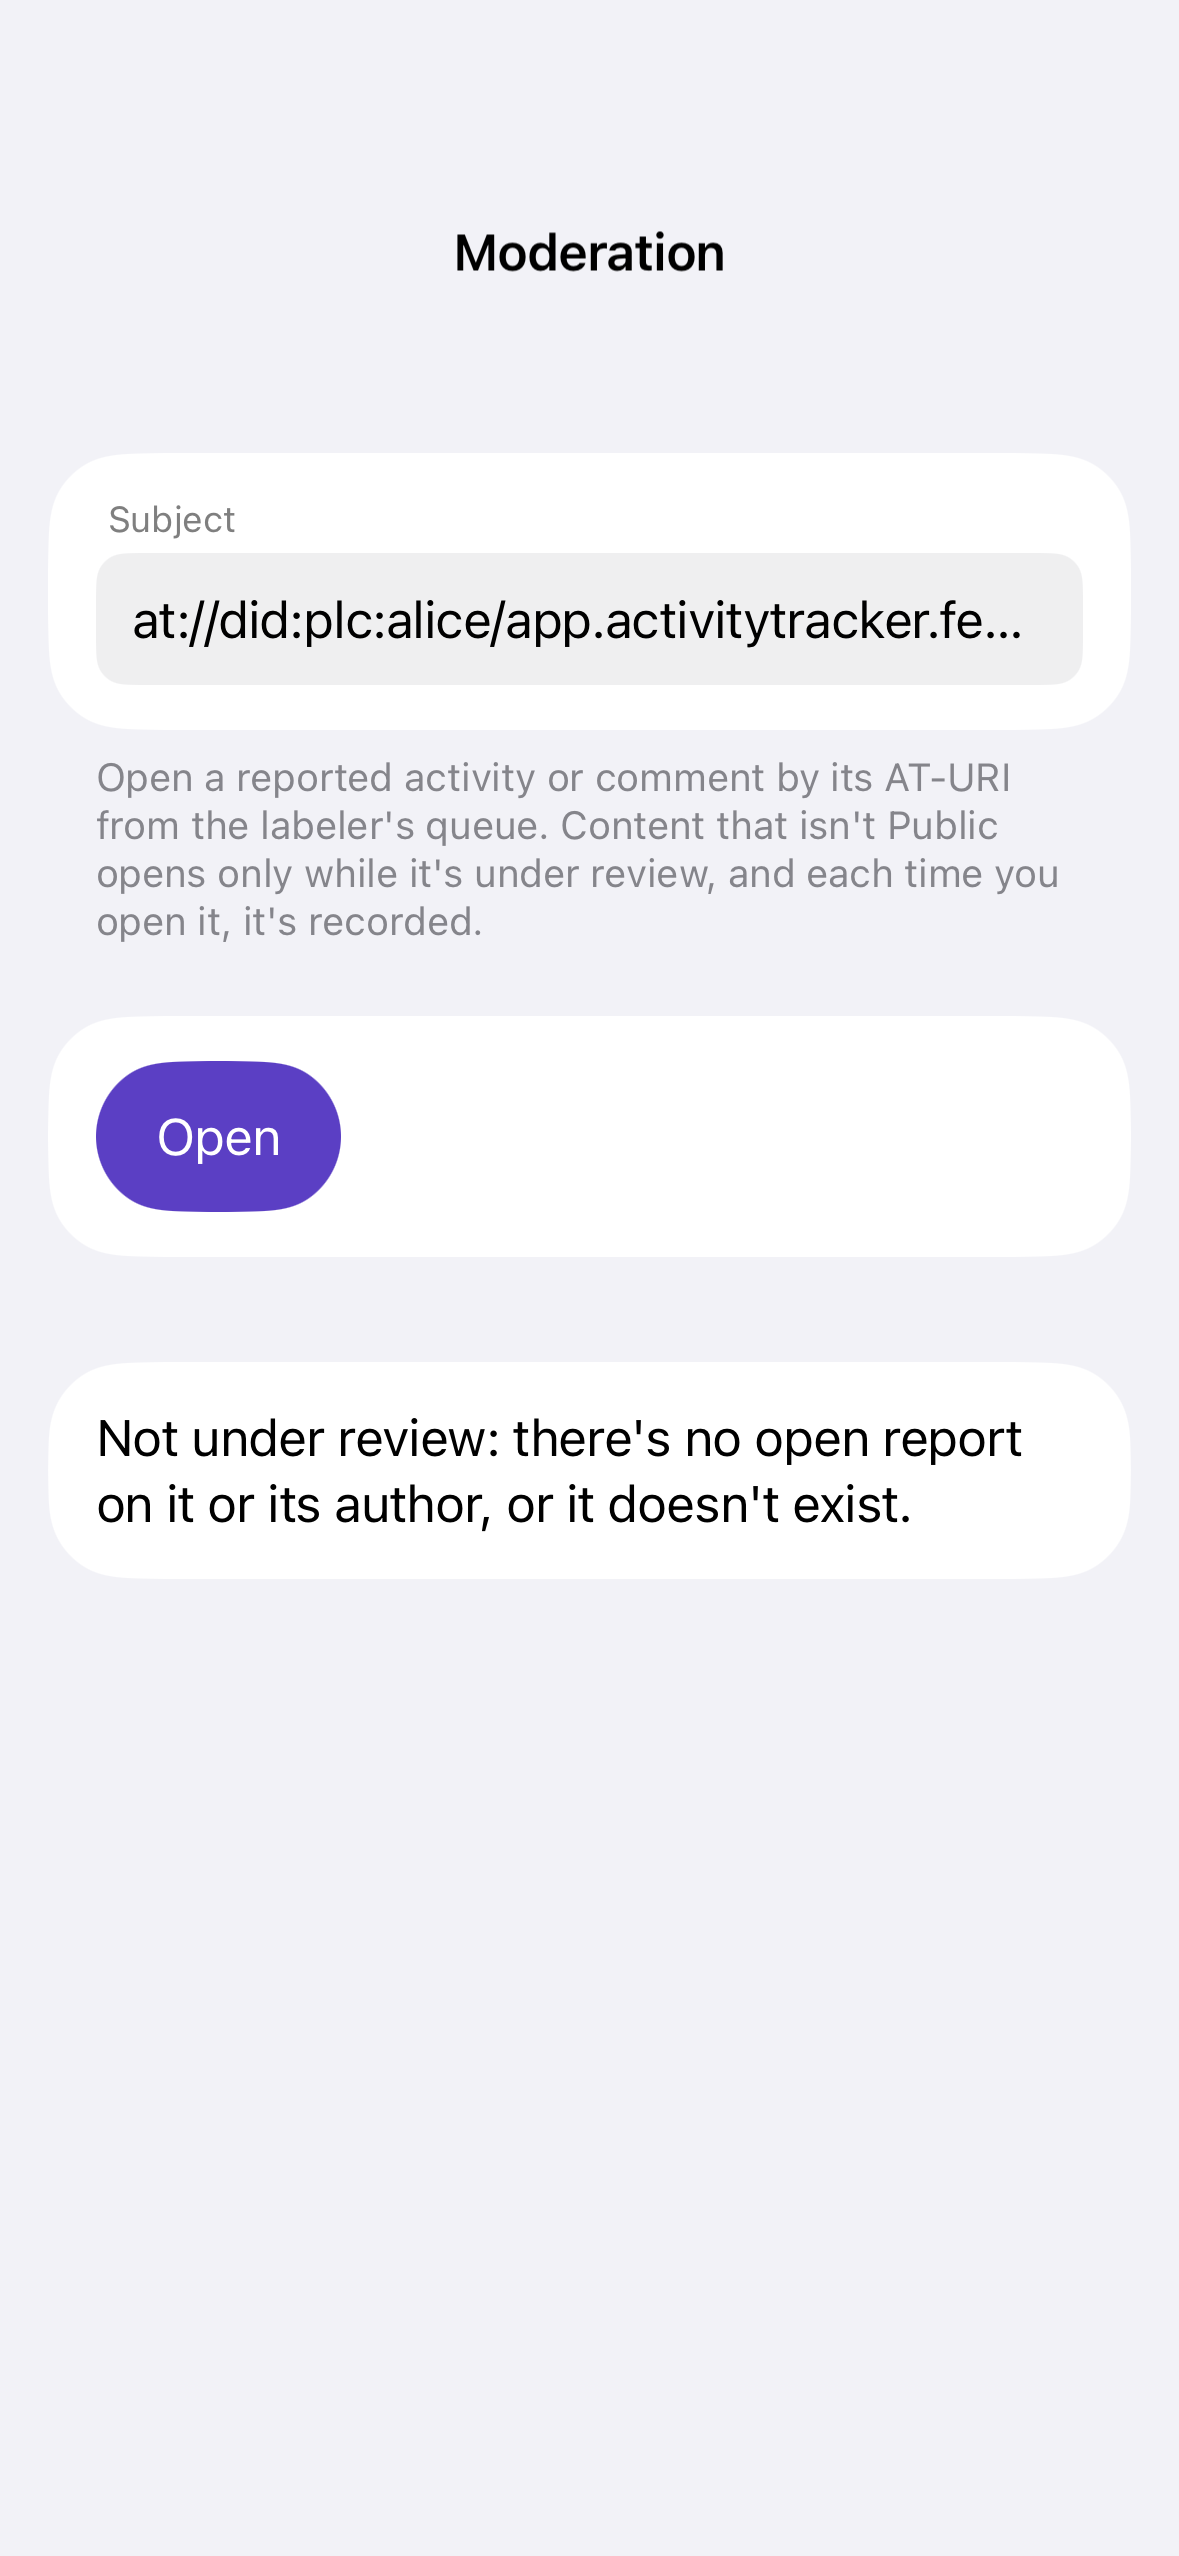 Moderation
Subject
at://did:plc:alice/app.activitytracker.fe...
Open a reported activity or comment by its AT-URI
from the labeler's queue. Content that isn't Public
opens only while it's under review, and each time you
open it, it's recorded.
Open
Not under review: there's no open report
on it or its author, or it doesn't exist.